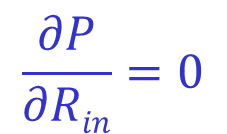 ∂P/∂R_in = 0